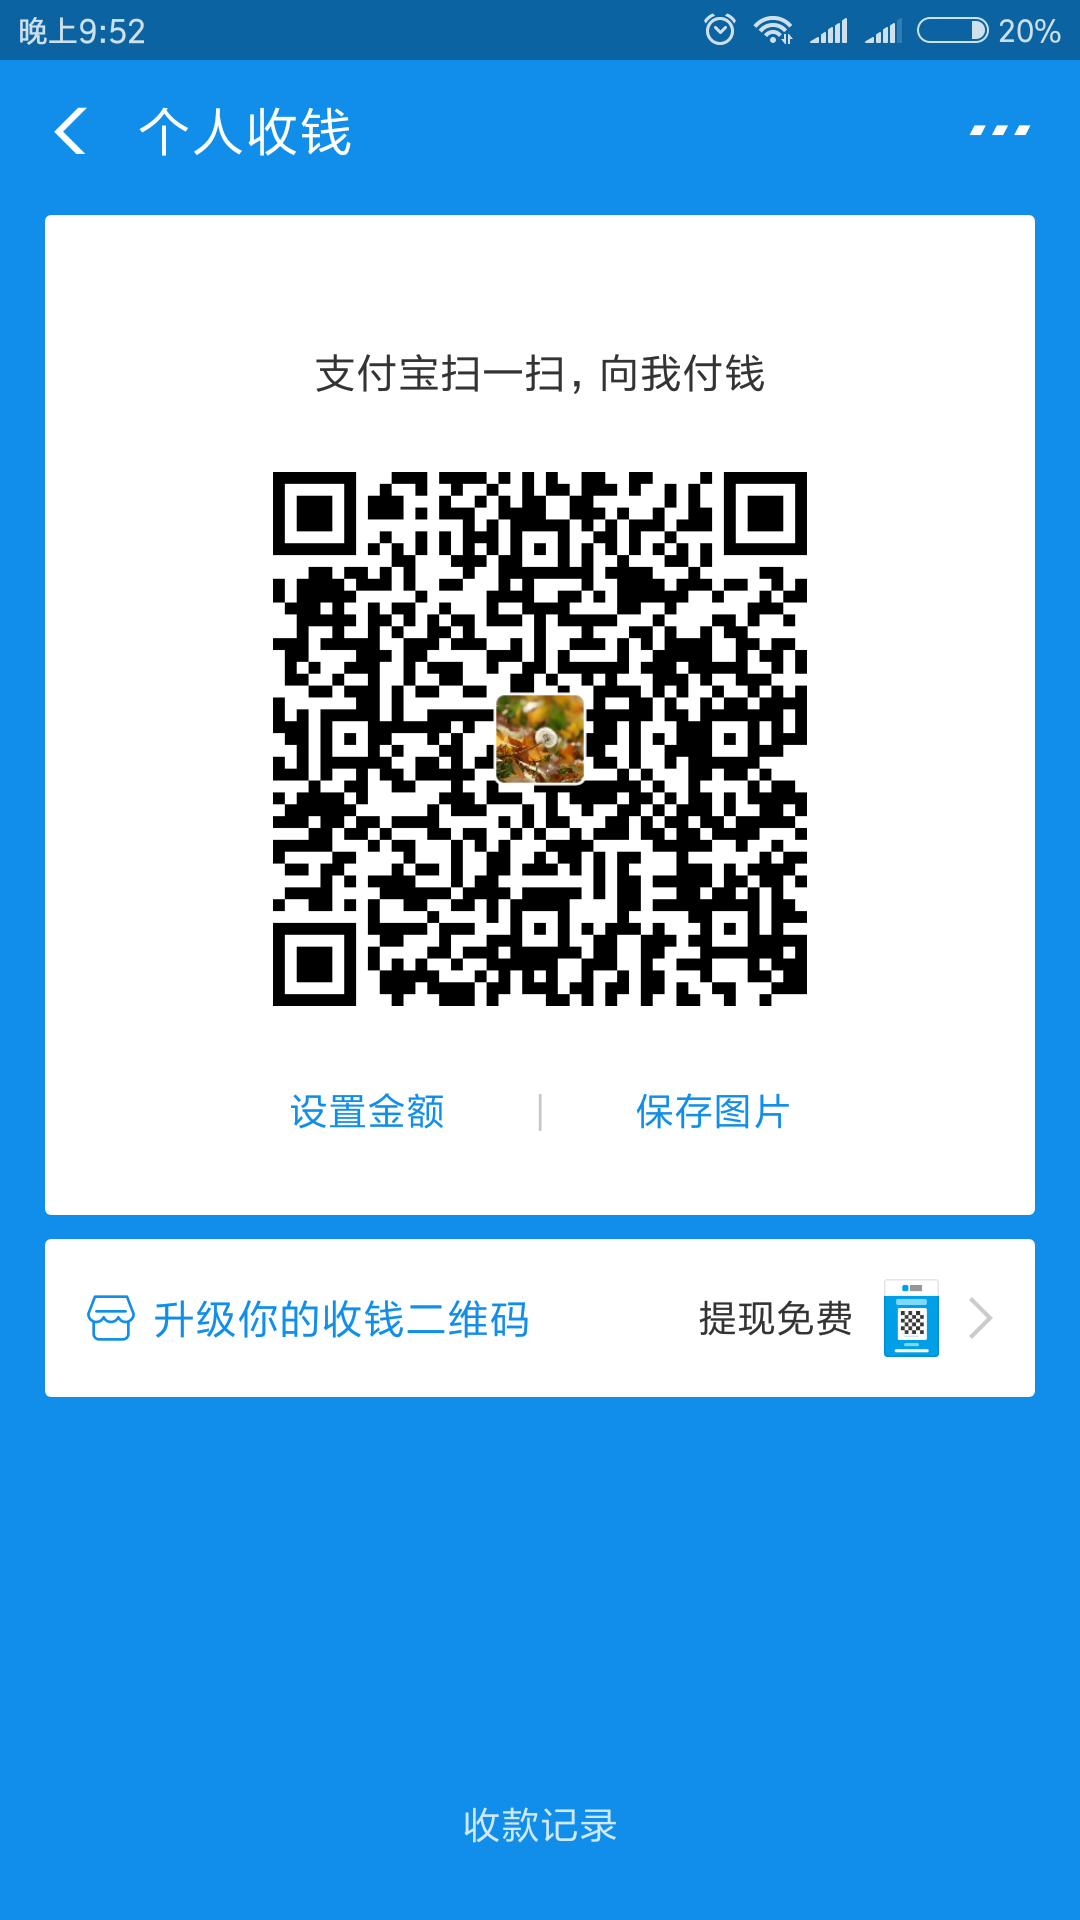 晚上9:52
20%
个人收钱
支付宝扫一扫，向我付钱
设置金额 | 保存图片
升级你的收钱二维码 提现免费
收款记录